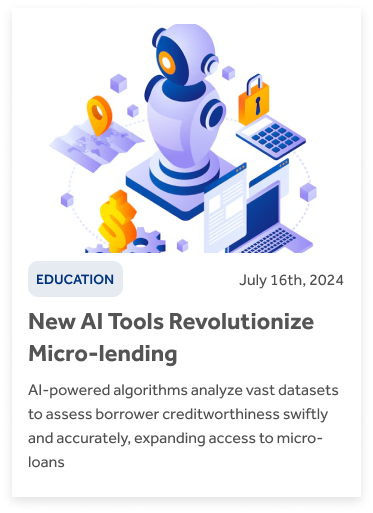 EDUCATION
July 16th, 2024
New AI Tools Revolutionize
Micro-lending
AI-powered algorithms analyze vast datasets
to assess borrower creditworthiness swiftly
and accurately, expanding access to micro-
loans